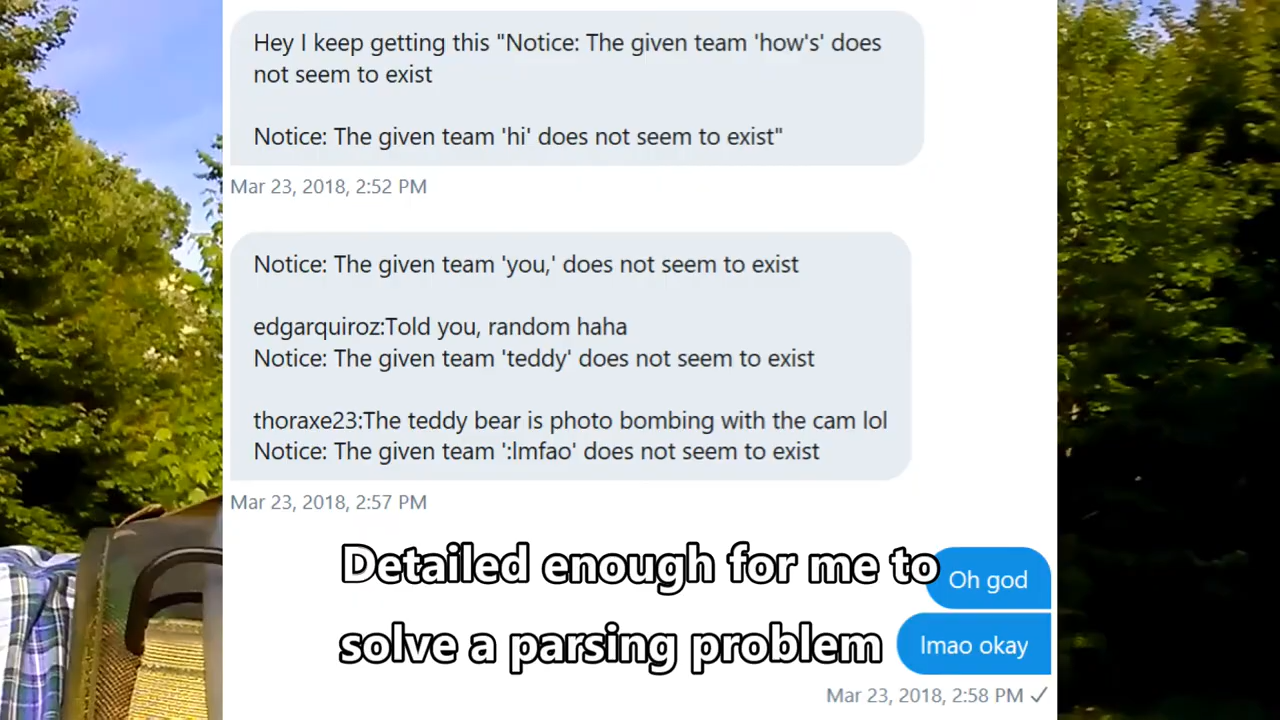 Hey I keep getting this "Notice: The given team 'how's' does
not seem to exist
Notice: The given team 'hi' does not seem to exist"
Mar 23, 2018, 2:52 PM
Notice: The given team 'you,' does not seem to exist
edgarquiroz:Told you, random haha
Notice: The given team 'teddy' does not seem to exist
thoraxe23:The teddy bear is photo bombing with the cam lol
Notice: The given team ':lmfao' does not seem to exist
Mar 23, 2018, 2:57 PM
Detailed enough for me to
solve a parsing problem
Oh god
lmao okay
Mar 23, 2018, 2:58 PM